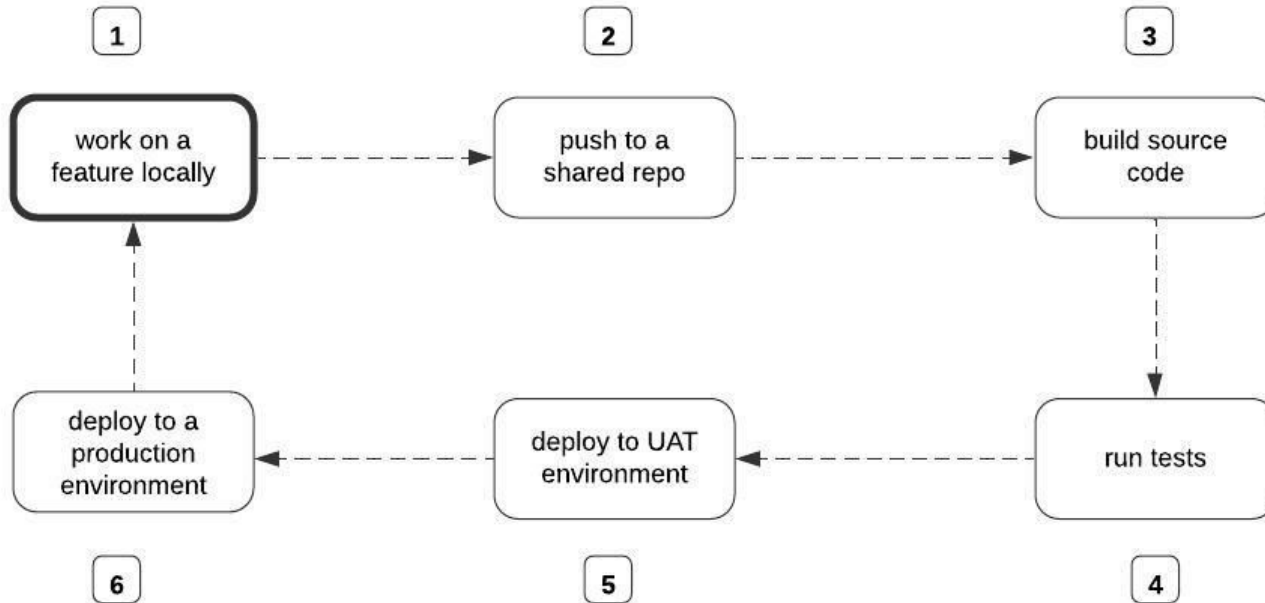 1
2
3
work on a
feature locally
push to a
shared repo
build source
code
deploy to a
production
environment
deploy to UAT
environment
run tests
6
5
4